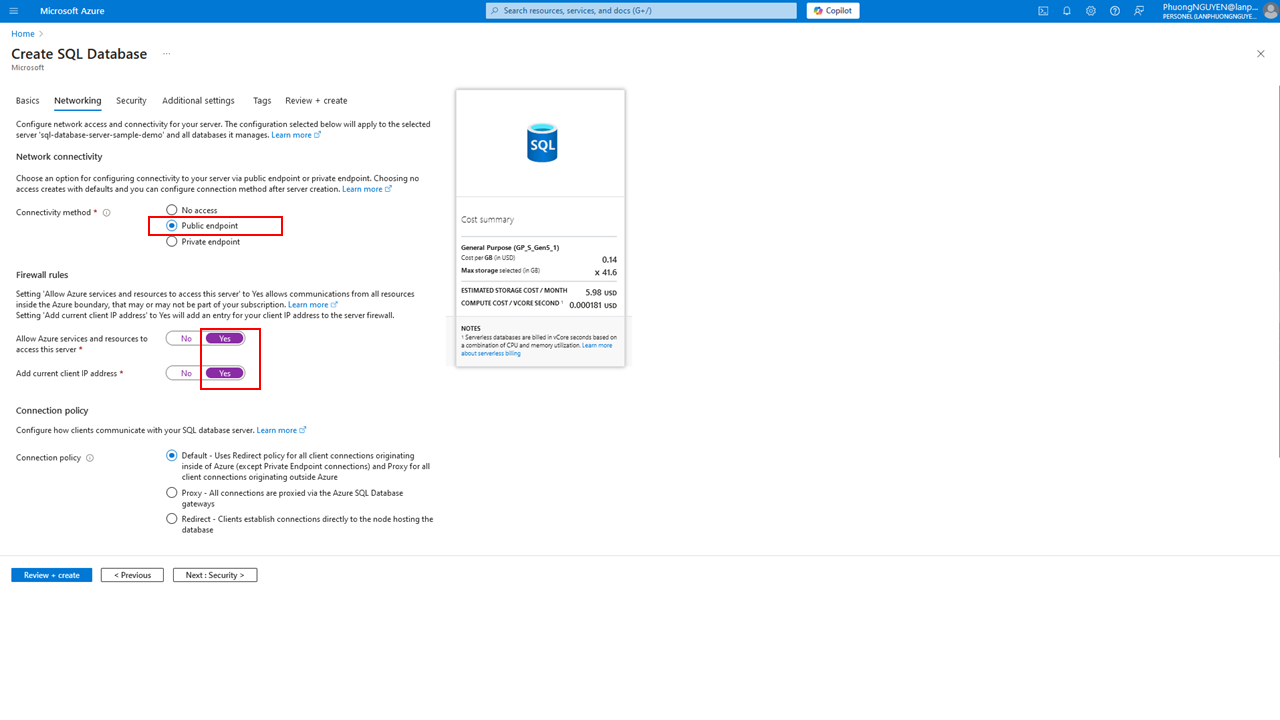 Microsoft Azure
Search resources, services, and docs (G+/)
Copilot
PhuongNGUYEN@lanp...
PERSONEL (LANPHUONGNGUYE...
Home
Create SQL Database ...
Microsoft
Basics Networking Security Additional settings Tags Review + create
Configure network access and connectivity for your server. The configuration selected below will apply to the selected
server 'sql-database-server-sample-demo' and all databases it manages. Learn more
Network connectivity
Choose an option for configuring connectivity to your server via public endpoint or private endpoint. Choosing no
access creates with defaults and you can configure connection method after server creation. Learn more
Connectivity method *
No access
Public endpoint
Private endpoint
Firewall rules
Setting 'Allow Azure services and resources to access this server' to Yes allows communications from all resources
inside the Azure boundary, that may or may not be part of your subscription. Learn more
Setting 'Add current client IP address' to Yes will add an entry for your client IP address to the server firewall.
Allow Azure services and resources to
access this server *
No Yes
Add current client IP address *
No Yes
Connection policy
Configure how clients communicate with your SQL database server. Learn more
Connection policy
Default - Uses Redirect policy for all client connections originating
inside of Azure (except Private Endpoint connections) and Proxy for all
client connections originating outside Azure
Proxy - All connections are proxied via the Azure SQL Database
gateways
Redirect - Clients establish connections directly to the node hosting the
database
Review + create
< Previous
Next : Security >
SQL
Cost summary
General Purpose (GP_S_Gen5_1)
Cost per GB (in USD) 0.14
Max storage selected (in GB) x 41.6
ESTIMATED STORAGE COST / MONTH 5.98 USD
COMPUTE COST / VCORE SECOND ¹ 0.000181 USD
NOTES
¹ Serverless databases are billed in vCore seconds based on
a combination of CPU and memory utilization. Learn more
about serverless billing